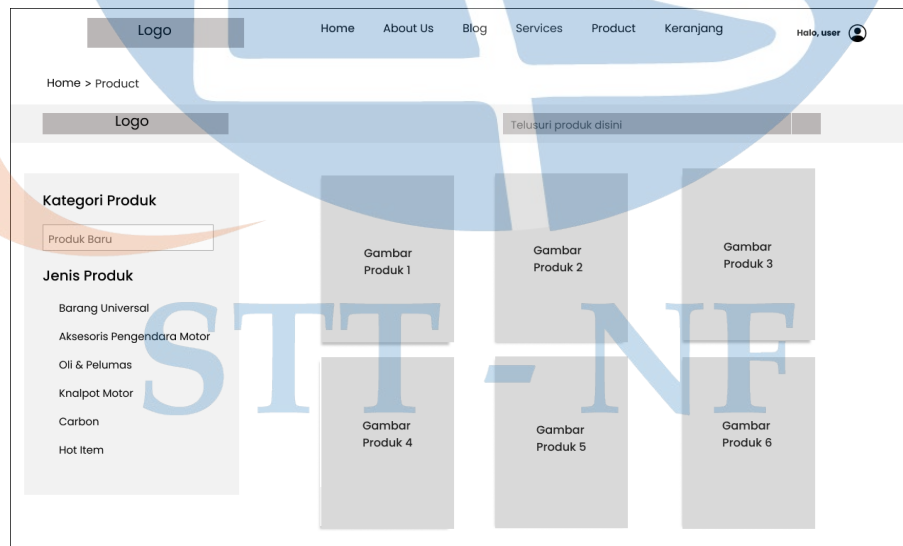 Logo
Home About Us Blog Services Product Keranjang
Halo, user
Home > Product
Logo
Telusuri produk disini
Kategori Produk
Produk Baru
Jenis Produk
Barang Universal
Aksesoris Pengendara Motor
Oli & Pelumas
Knalpot Motor
Carbon
Hot Item
Gambar
Produk 1
Gambar
Produk 2
Gambar
Produk 3
Gambar
Produk 4
Gambar
Produk 5
Gambar
Produk 6
STT - NF